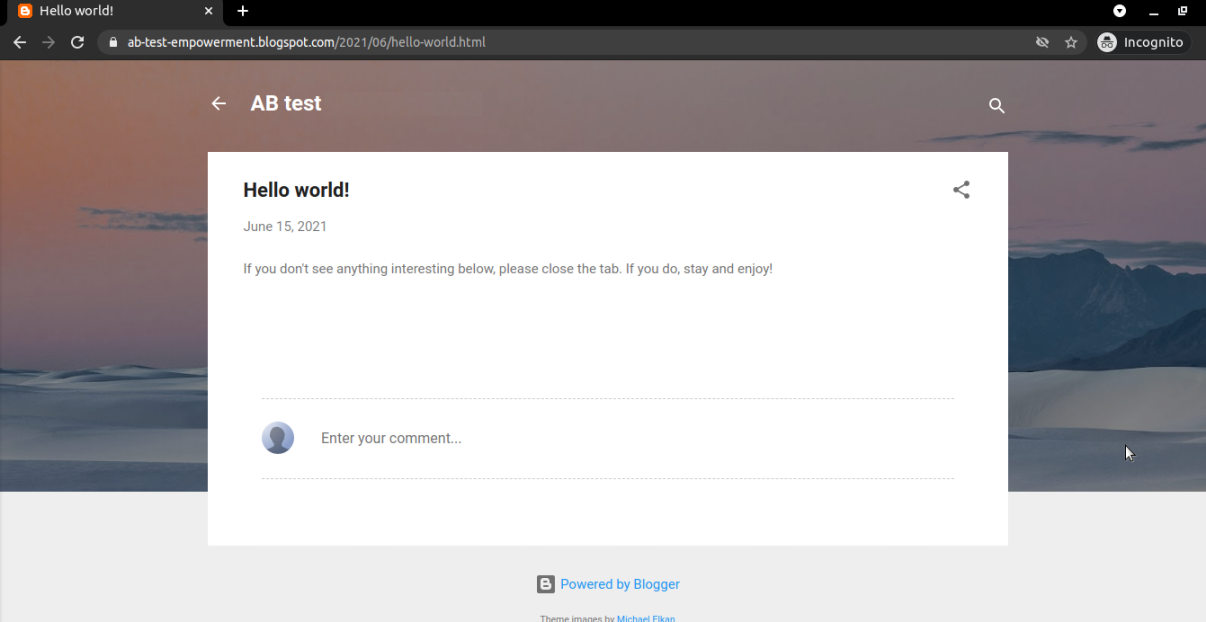 Hello world!
ab-test-empowerment.blogspot.com/2021/06/hello-world.html
Incognito
AB test
Hello world!
June 15, 2021
If you don't see anything interesting below, please close the tab. If you do, stay and enjoy!
Enter your comment...
Powered by Blogger
Theme images by Michael Elkan